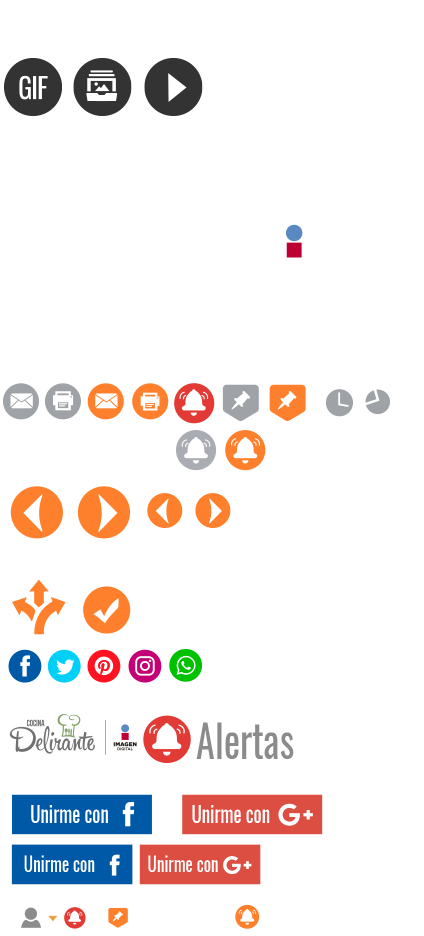 GIF
COCINA
Delirante
IMAGEN
DIGITAL
Alertas
Unirme con f
Unirme con G+
Unirme con f
Unirme con G+